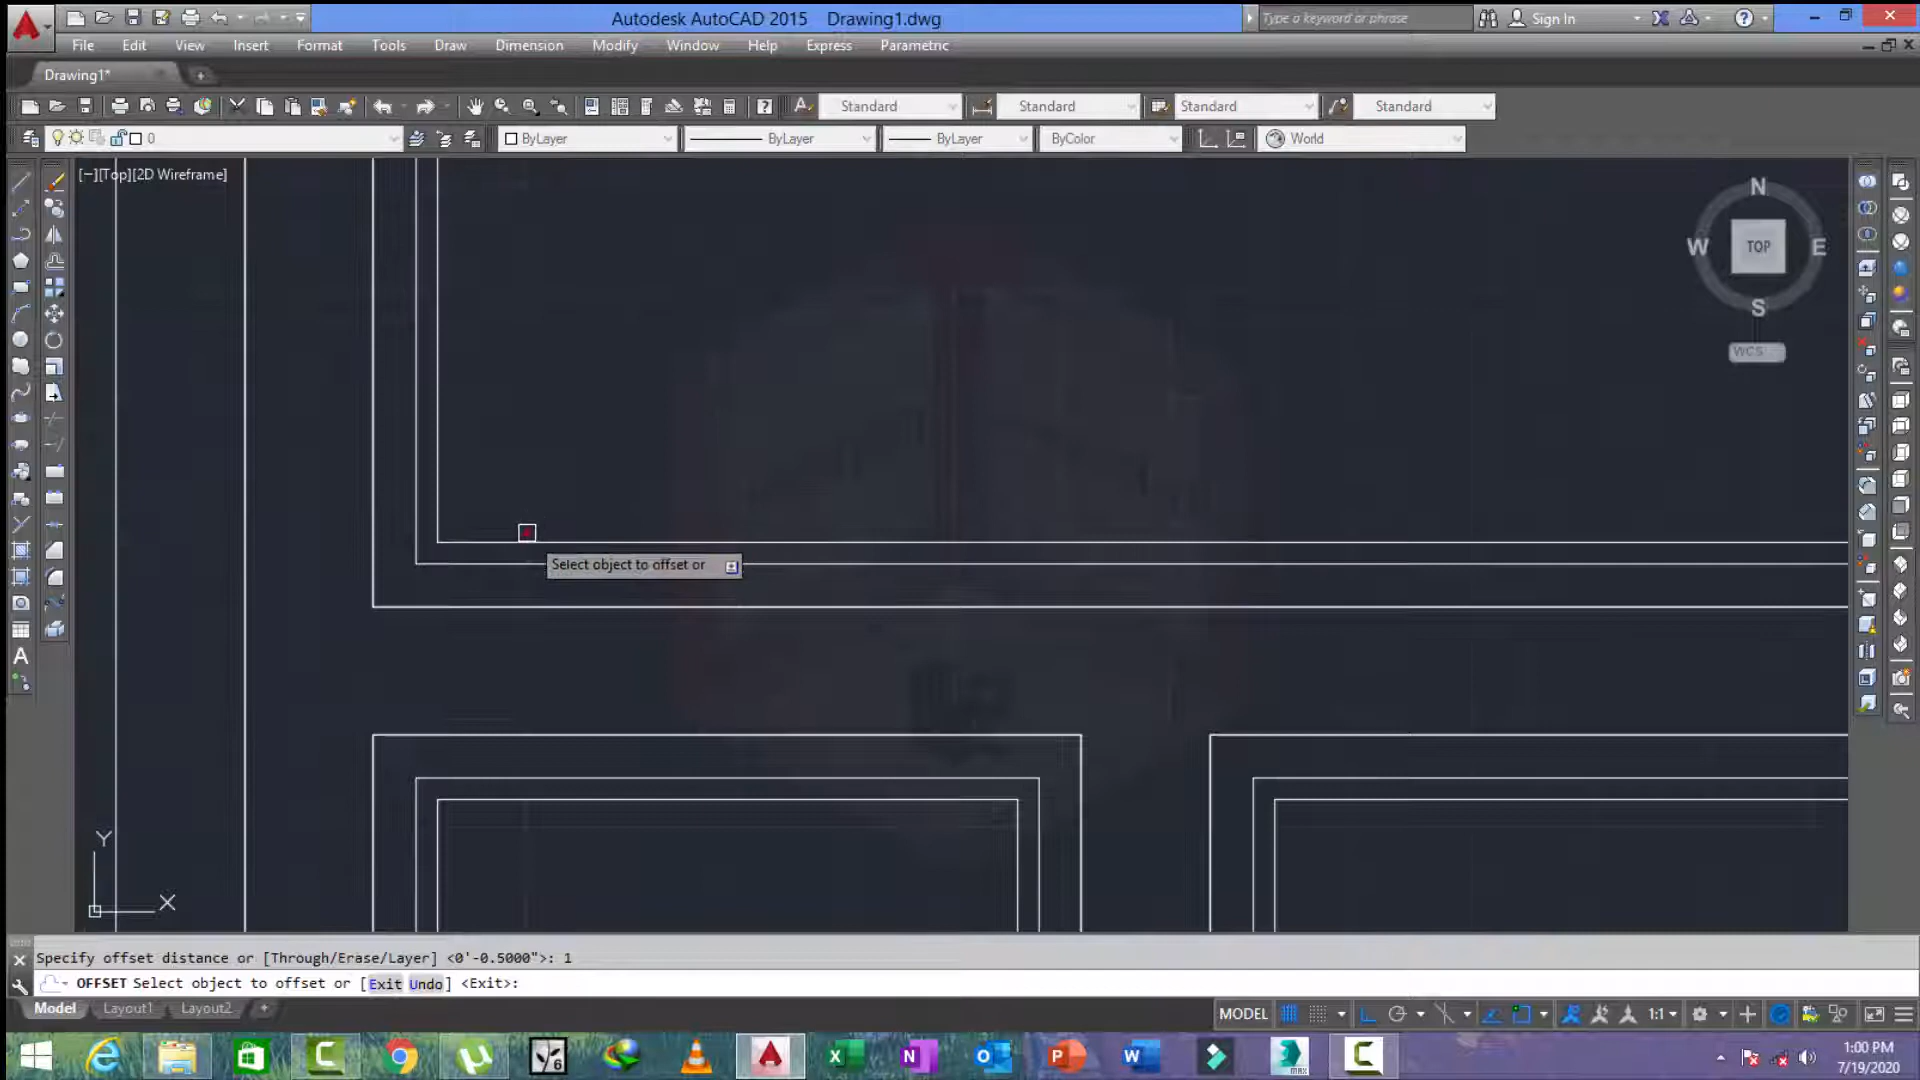 Autodesk AutoCAD 2015 Drawing1.dwg
Type a keyword or phrase
Sign In
File Edit View Insert Format Tools Draw Dimension Modify Window Help Express Parametric
Drawing1*
Standard Standard Standard Standard
0 ByLayer ByLayer ByLayer ByColor World
[−][Top][2D Wireframe]
N
W TOP E
S
WCS
Select object to offset or
Y
X
Specify offset distance or [Through/Erase/Layer] <0'-0.5000">: 1
OFFSET Select object to offset or [Exit Undo] <Exit>:
Model Layout1 Layout2
MODEL 1:1
1:00 PM
7/19/2020